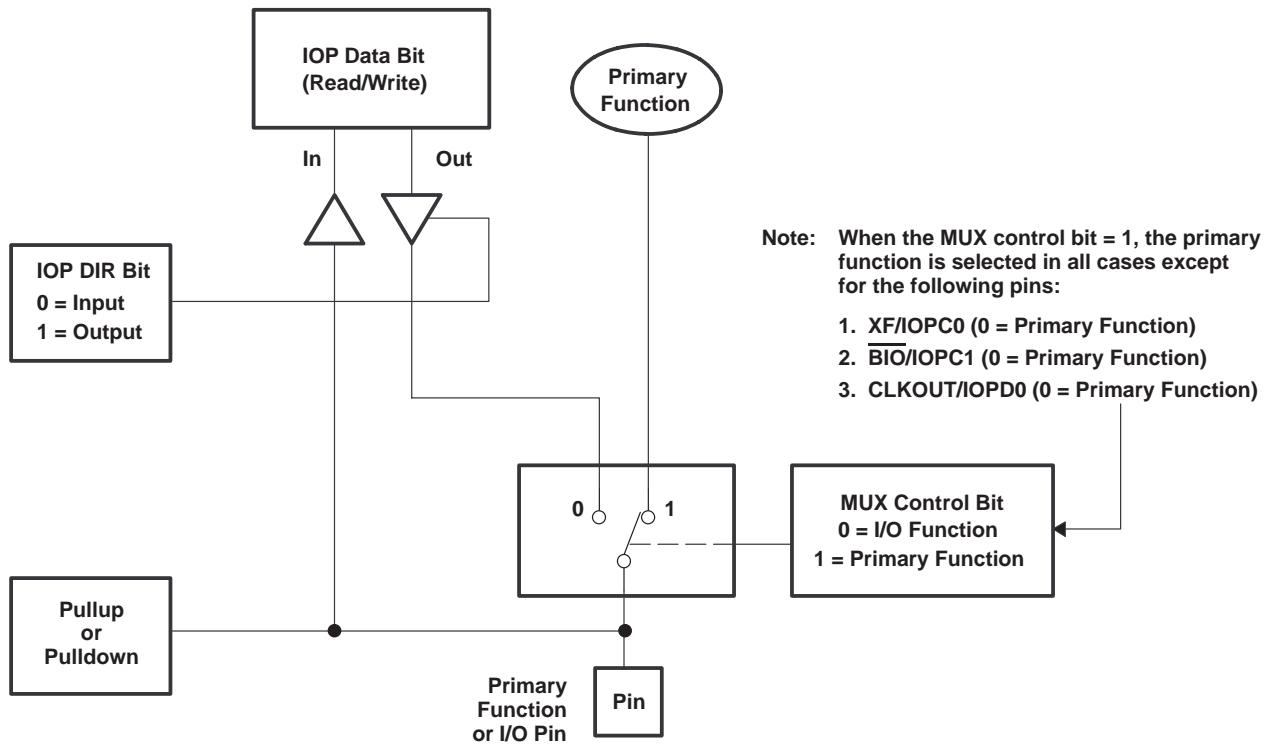 IOP Data Bit
(Read/Write)
Primary
Function
In
Out
IOP DIR Bit
0 = Input
1 = Output
Note: When the MUX control bit = 1, the primary
function is selected in all cases except
for the following pins:
1. XF/IOPC0 (0 = Primary Function)
2. B̅I̅O̅/IOPC1 (0 = Primary Function)
3. CLKOUT/IOPD0 (0 = Primary Function)
0
1
MUX Control Bit
0 = I/O Function
1 = Primary Function
Pullup
or
Pulldown
Primary
Function
or I/O Pin
Pin